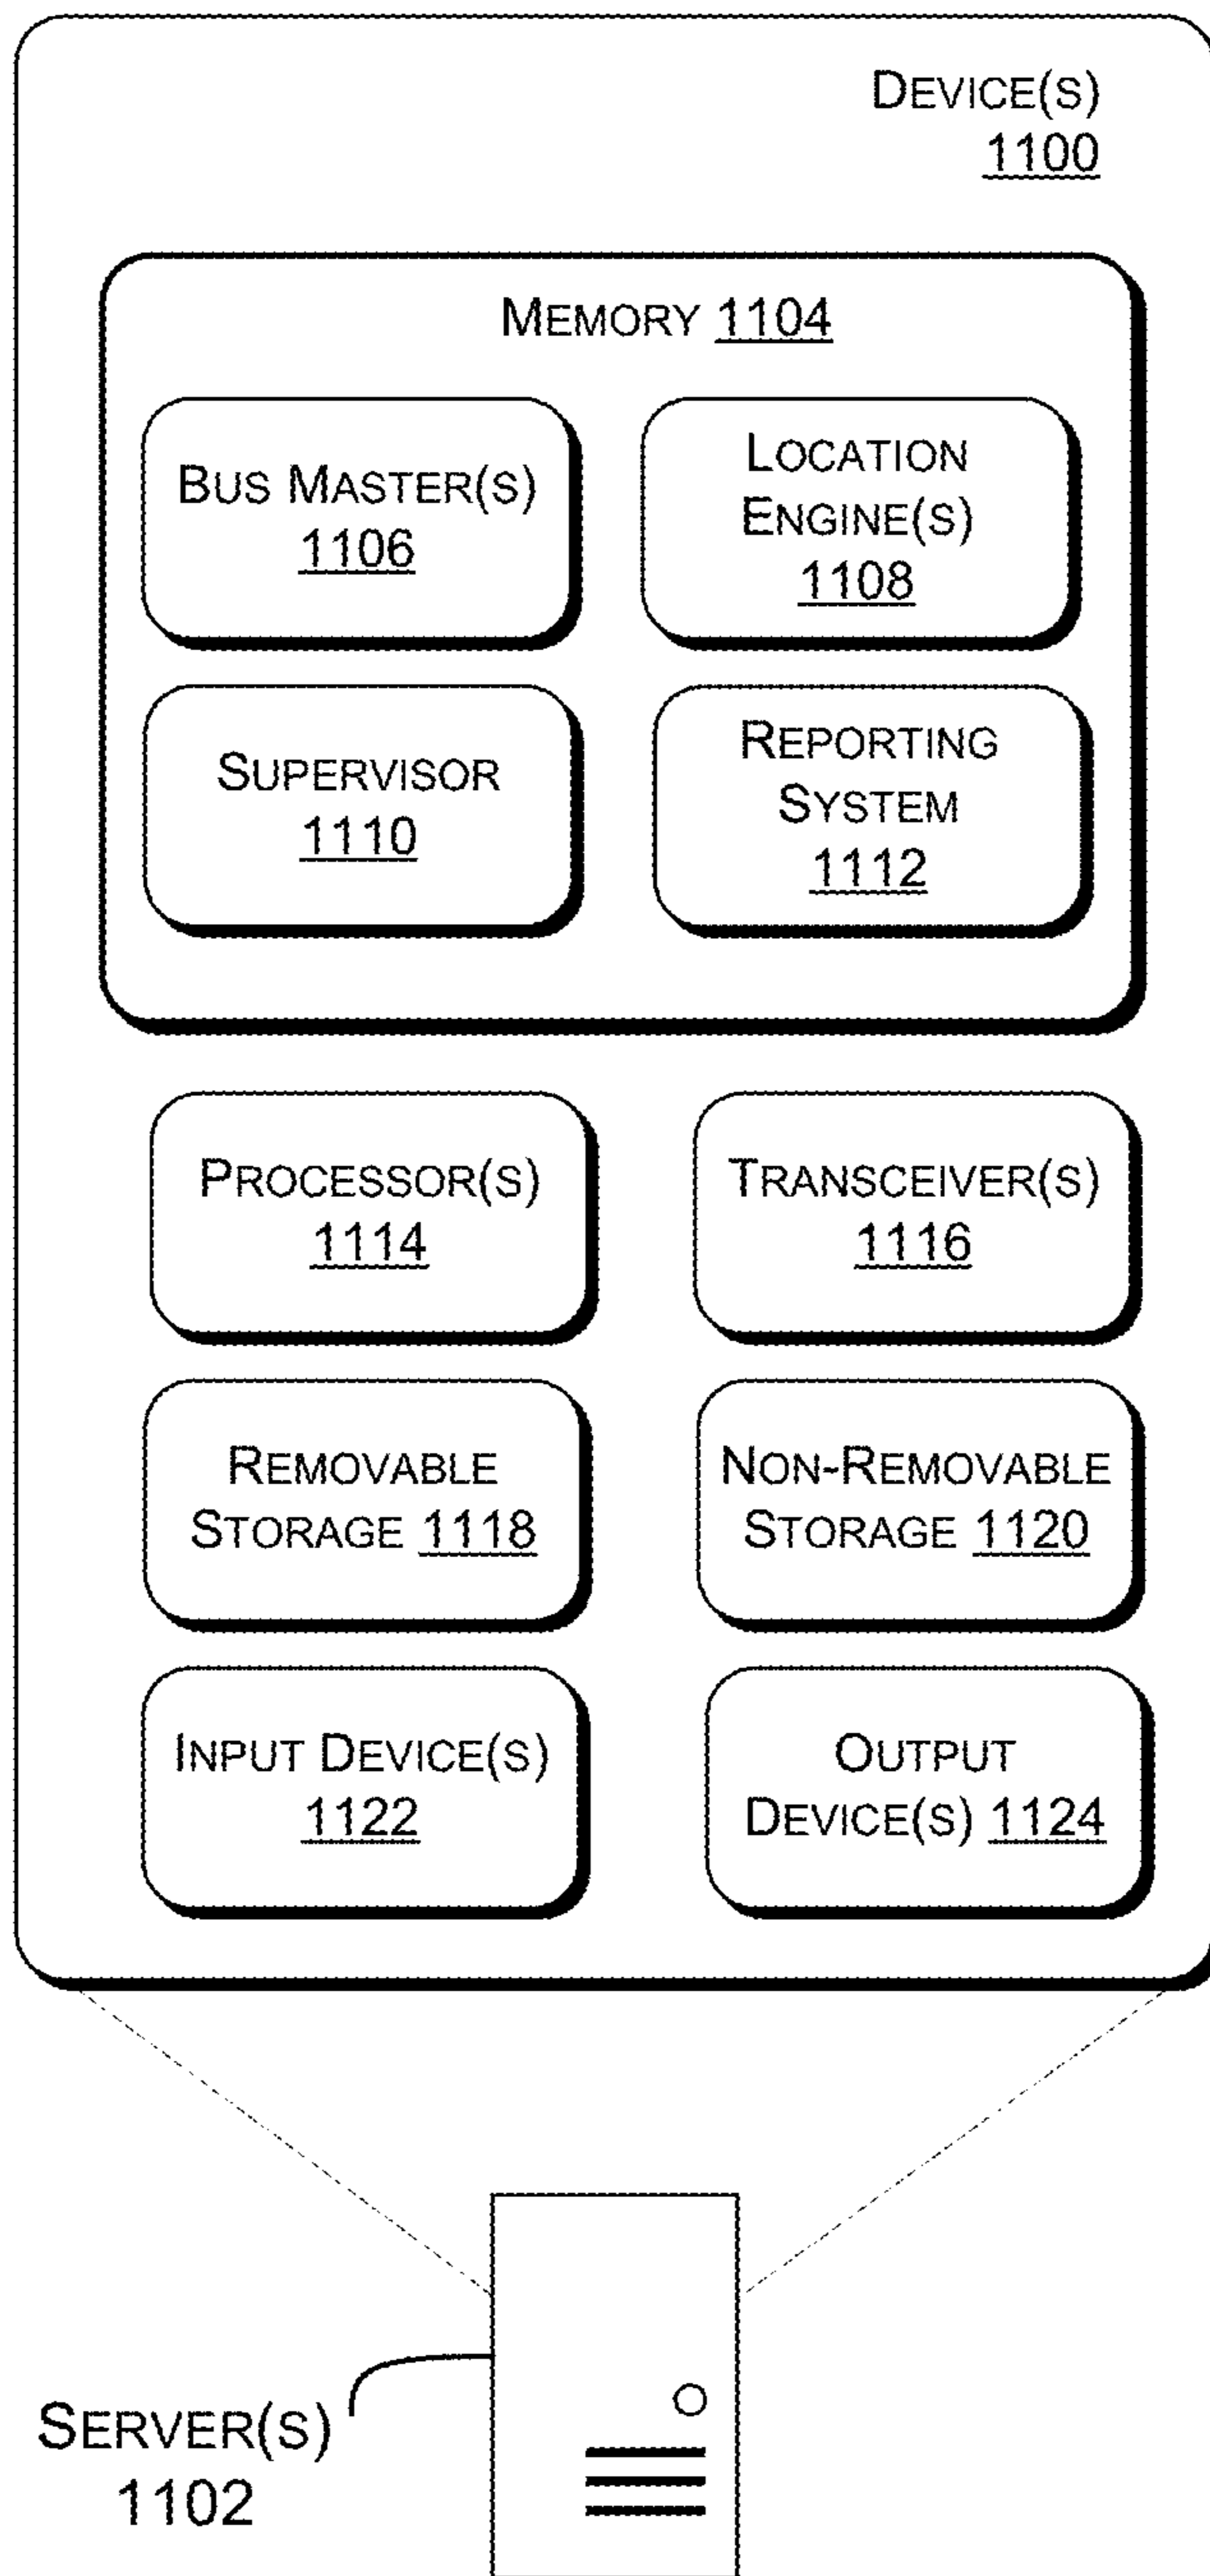 DEVICE(S)
1100
MEMORY 1104
BUS MASTER(S)
1106
LOCATION
ENGINE(S)
1108
SUPERVISOR
1110
REPORTING
SYSTEM
1112
PROCESSOR(S)
1114
TRANSCEIVER(S)
1116
REMOVABLE
STORAGE 1118
NON-REMOVABLE
STORAGE 1120
INPUT DEVICE(S)
1122
OUTPUT
DEVICE(S) 1124
SERVER(S)
1102